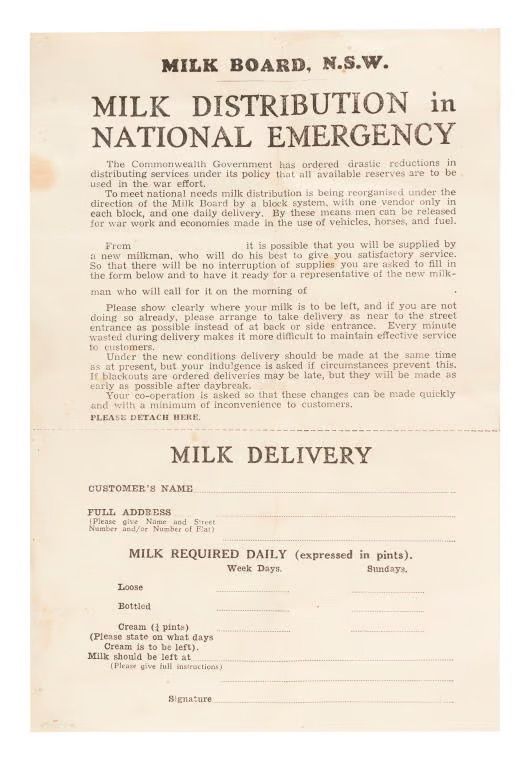 MILK BOARD, N.S.W.
MILK DISTRIBUTION in
NATIONAL EMERGENCY
The Commonwealth Government has ordered drastic reductions in
distributing services under its policy that all available reserves are to be
used in the war effort.
To meet national needs milk distribution is being reorganised under the
direction of the Milk Board by a block system, with one vendor only in
each block, and one daily delivery. By these means men can be released
for war work and economies made in the use of vehicles, horses, and fuel.
From it is possible that you will be supplied by
a new milkman, who will do his best to give you satisfactory service.
So that there will be no interruption of supplies you are asked to fill in
the form below and to have it ready for a representative of the new milk-
man who will call for it on the morning of .
Please show clearly where your milk is to be left, and if you are not
doing so already, please arrange to take delivery as near to the street
entrance as possible instead of at back or side entrance. Every minute
wasted during delivery makes it more difficult to maintain effective service
to customers.
Under the new conditions delivery should be made at the same time
as at present, but your indulgence is asked if circumstances prevent this.
If blackouts are ordered deliveries may be late, but they will be made as
early as possible after daybreak.
Your co-operation is asked so that these changes can be made quickly
and with a minimum of inconvenience to customers.
PLEASE DETACH HERE.
MILK DELIVERY
CUSTOMER'S NAME
FULL ADDRESS
(Please give Name and Street
Number and/or Number of Flat)
MILK REQUIRED DAILY (expressed in pints).
Week Days. Sundays.
Loose
Bottled
Cream (¼ pints)
(Please state on what days
Cream is to be left).
Milk should be left at
(Please give full instructions)
Signature